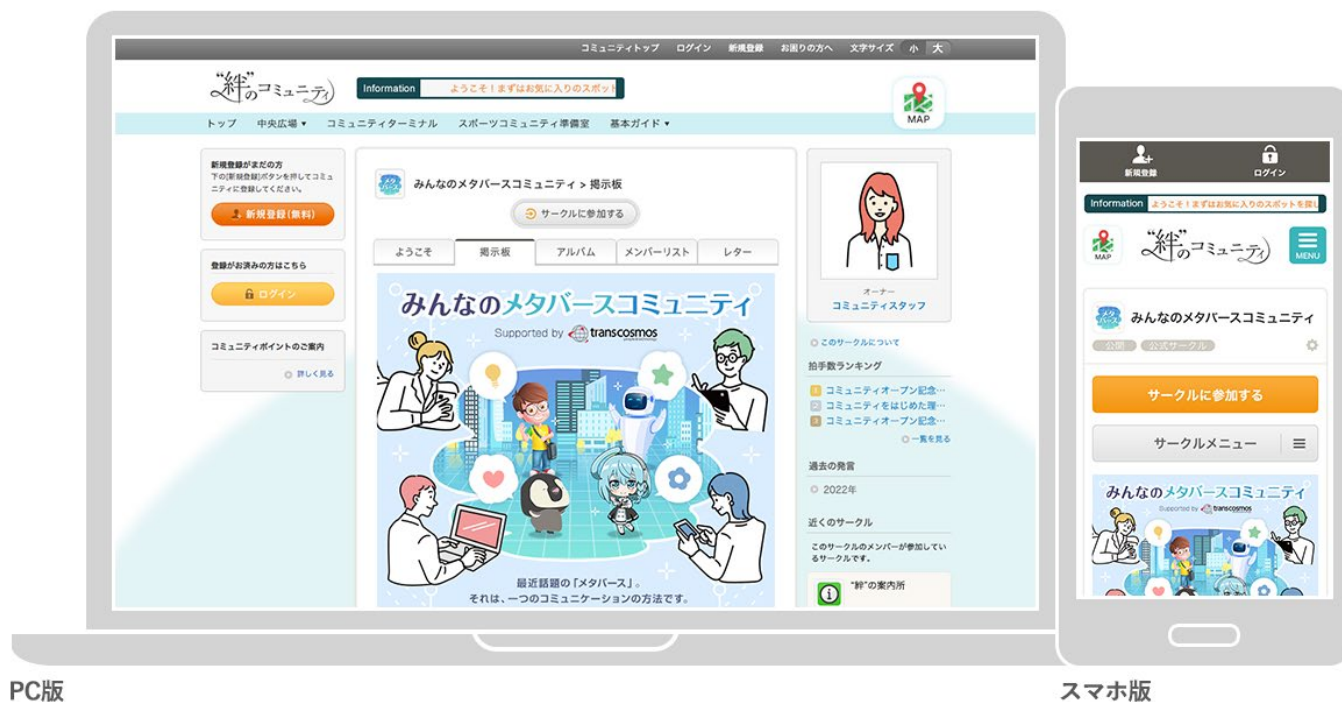 コミュニティトップ ログイン 新規登録 お困りの方へ 文字サイズ 小 大
“絆”のコミュニティ
Information ようこそ!まずはお気に入りのスポット
MAP
トップ 中央広場▼ コミュニティターミナル スポーツコミュニティ準備室 基本ガイド▼
新規登録がまだの方
下の[新規登録]ボタンを押してコミュ
ニティに登録してください。
新規登録(無料)
登録がお済みの方はこちら
ログイン
コミュニティポイントのご案内
詳しく見る
メタバース
みんなのメタバースコミュニティ > 掲示板
サークルに参加する
ようこそ 掲示板 アルバム メンバーリスト レター
みんなのメタバースコミュニティ
Supported by transcosmos
最近話題の「メタバース」。
それは、一つのコミュニケーションの方法です。
オーナー
コミュニティスタッフ
このサークルについて
拍手数ランキング
1 コミュニティオープン記念…
2 コミュニティをはじめた理…
3 コミュニティオープン記念…
一覧を見る
過去の発言
2022年
近くのサークル
このサークルのメンバーが参加してい
るサークルです。
“絆”の案内所
新規登録 ログイン
Information ようこそ!まずはお気に入りのスポットを探し
MAP
“絆”のコミュニティ
MENU
メタバース
みんなのメタバースコミュニティ
公開 公式サークル
サークルに参加する
サークルメニュー
みんなのメタバースコミュニティ
Supported by transcosmos
PC版
スマホ版